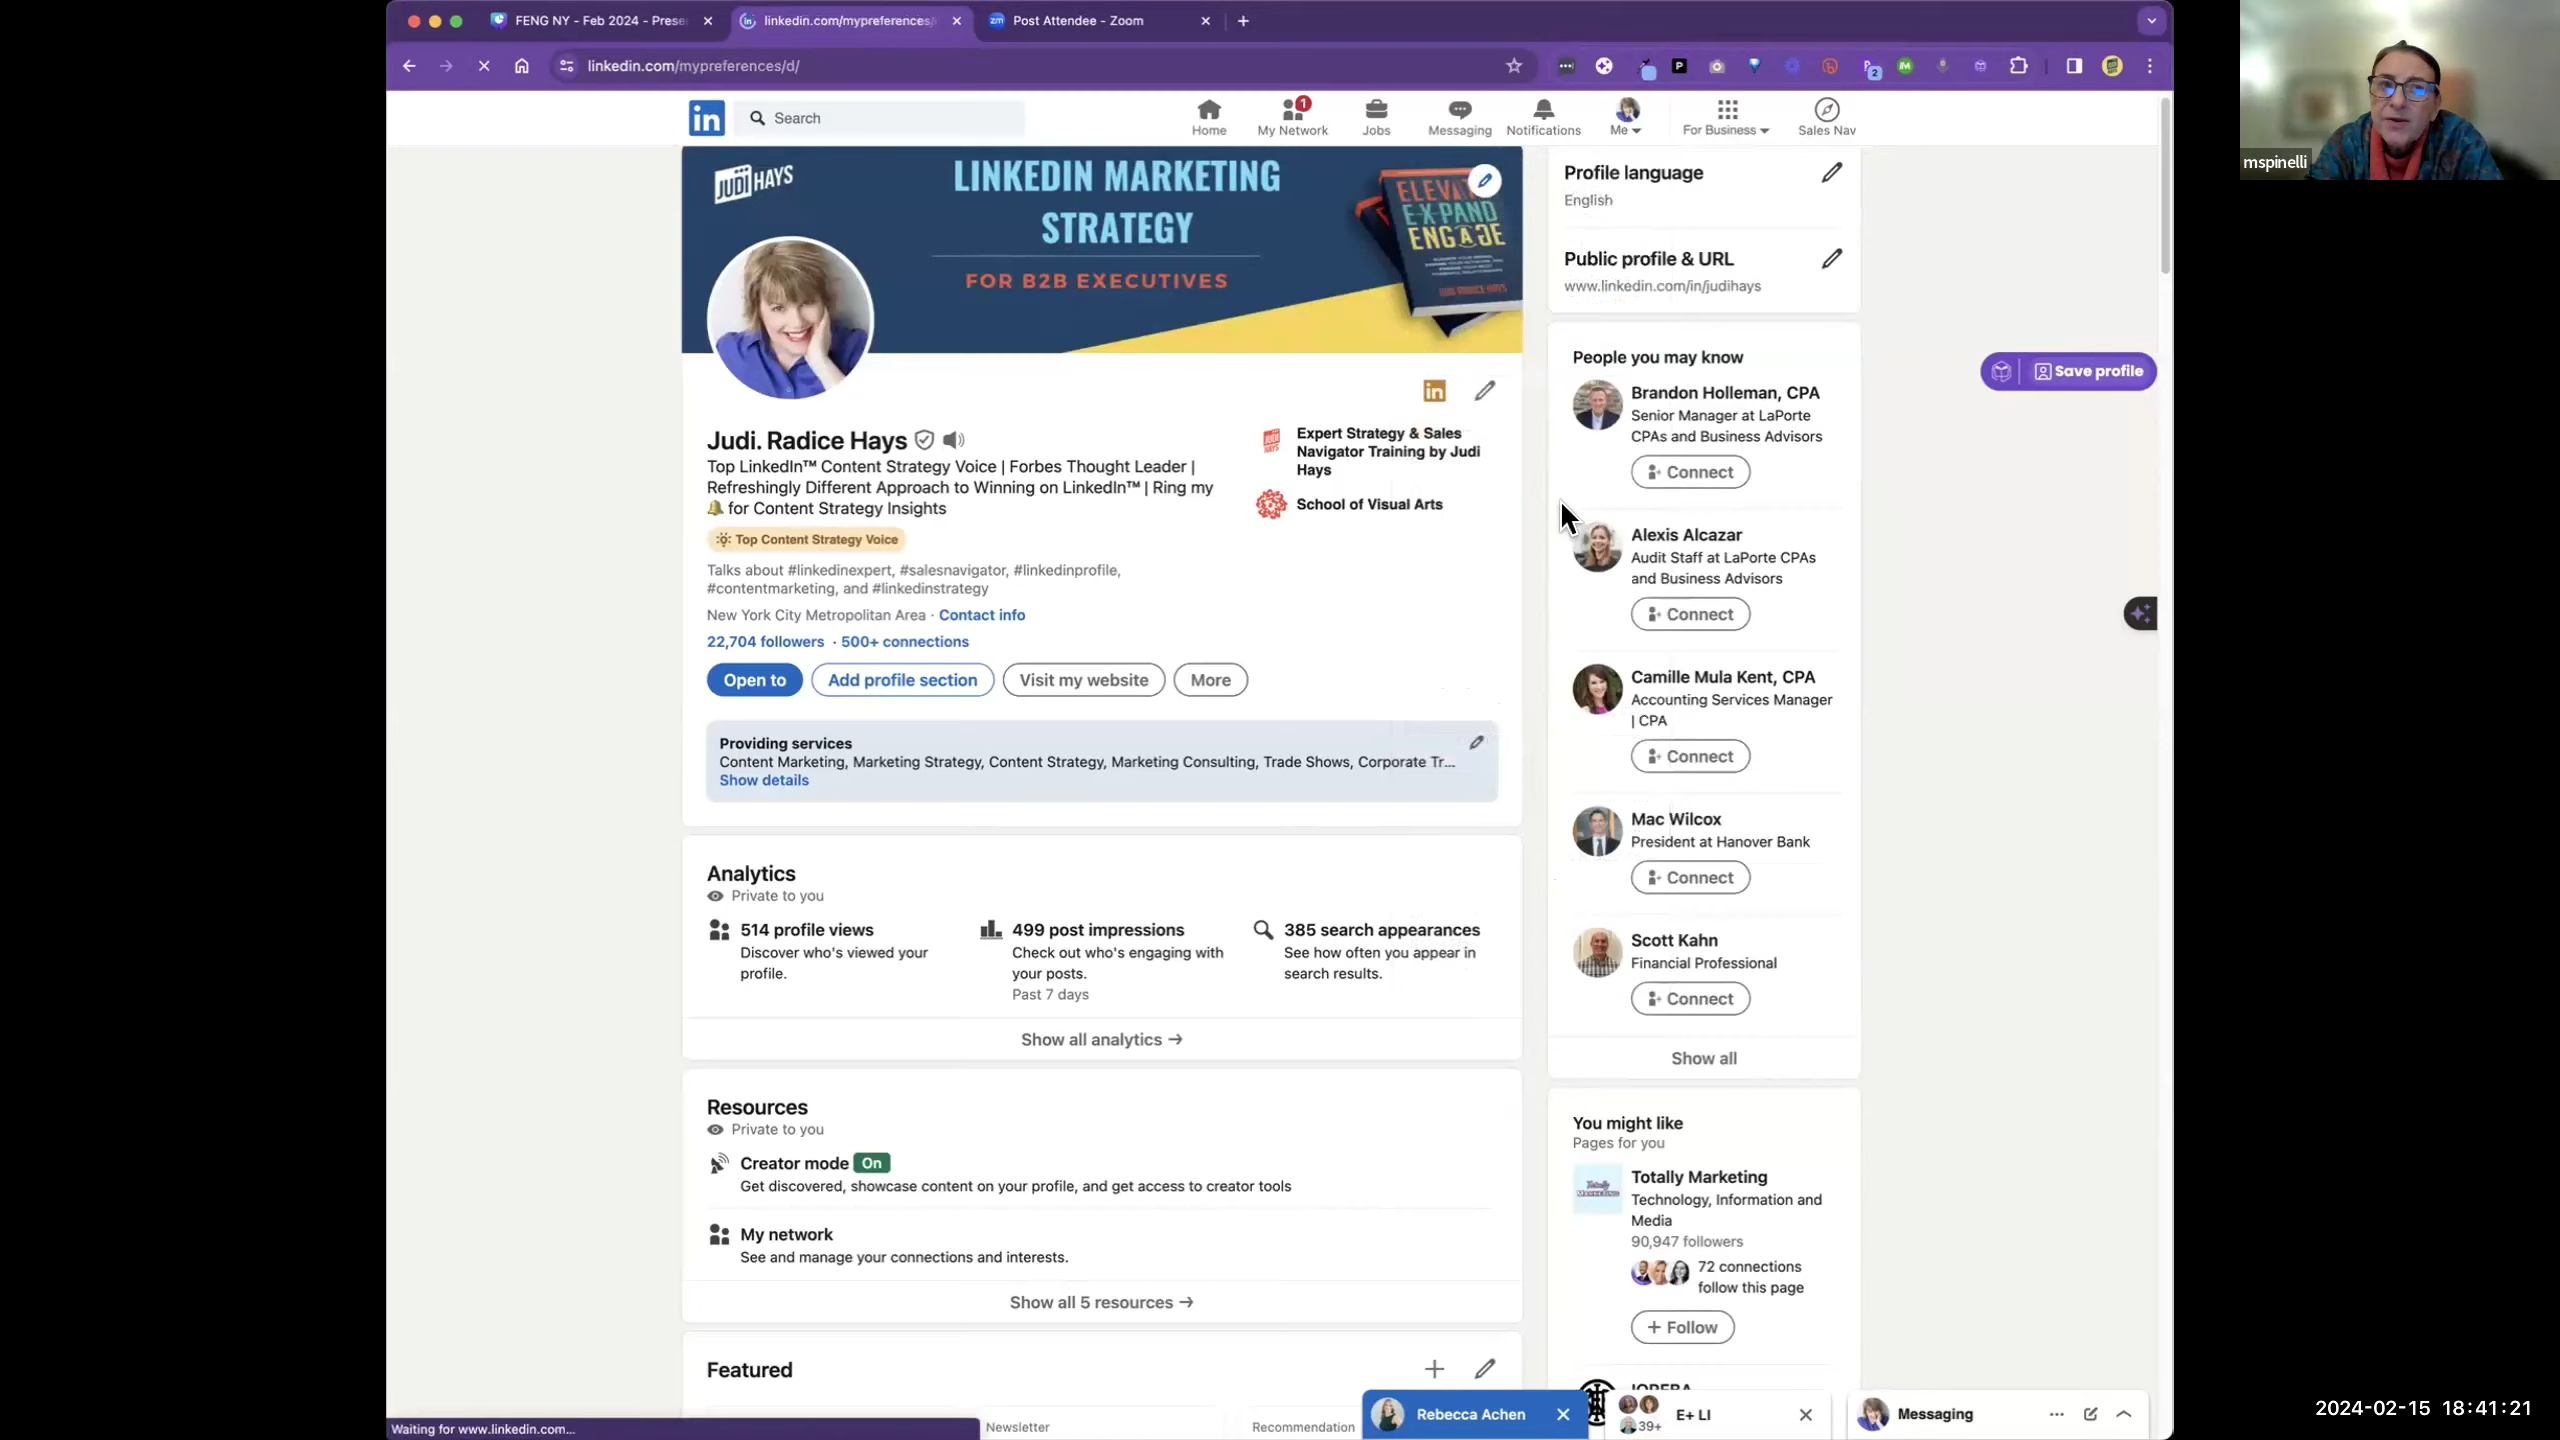 FENG NY - Feb 2024 - Prese
linkedin.com/mypreferences/
Post Attendee - Zoom
linkedin.com/mypreferences/d/
2
in
Search
Home
1
My Network
Jobs
Messaging
Notifications
Me
For Business
Sales Nav
mspinelli
JUDI HAYS
LINKEDIN MARKETING
STRATEGY
FOR B2B EXECUTIVES
ELEVATE
EXPAND
ENGAGE
JUDI RADICE HAYS
Judi. Radice Hays
Top LinkedIn™ Content Strategy Voice | Forbes Thought Leader |
Refreshingly Different Approach to Winning on LinkedIn™ | Ring my
🔔 for Content Strategy Insights
Top Content Strategy Voice
Talks about #linkedinexpert, #salesnavigator, #linkedinprofile,
#contentmarketing, and #linkedinstrategy
New York City Metropolitan Area · Contact info
22,704 followers · 500+ connections
Open to
Add profile section
Visit my website
More
in
Expert Strategy & Sales
Navigator Training by Judi
Hays
School of Visual Arts
Providing services
Content Marketing, Marketing Strategy, Content Strategy, Marketing Consulting, Trade Shows, Corporate Tr...
Show details
Analytics
Private to you
514 profile views
Discover who's viewed your
profile.
499 post impressions
Check out who's engaging with
your posts.
Past 7 days
385 search appearances
See how often you appear in
search results.
Show all analytics →
Resources
Private to you
Creator mode On
Get discovered, showcase content on your profile, and get access to creator tools
My network
See and manage your connections and interests.
Show all 5 resources →
Featured
Newsletter
Recommendation
Profile language
English
Public profile & URL
www.linkedin.com/in/judihays
People you may know
Brandon Holleman, CPA
Senior Manager at LaPorte
CPAs and Business Advisors
Connect
Alexis Alcazar
Audit Staff at LaPorte CPAs
and Business Advisors
Connect
Camille Mula Kent, CPA
Accounting Services Manager
| CPA
Connect
Mac Wilcox
President at Hanover Bank
Connect
Scott Kahn
Financial Professional
Connect
Show all
You might like
Pages for you
Totally Marketing
Technology, Information and
Media
90,947 followers
72 connections
follow this page
+ Follow
Save profile
Waiting for www.linkedin.com...
Rebecca Achen
39+
E+ LI
Messaging
2024-02-15 18:41:21